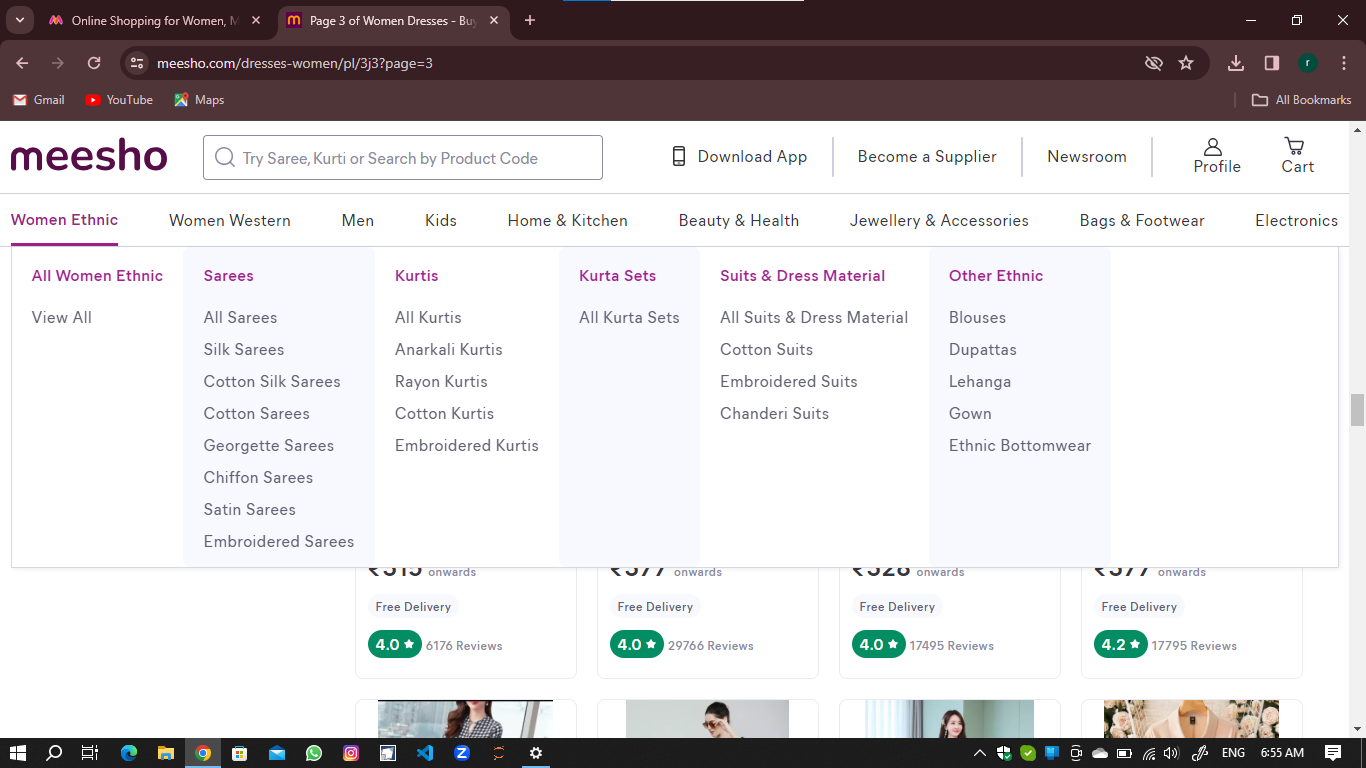 Online Shopping for Women, M
Page 3 of Women Dresses - Buy
meesho.com/dresses-women/pl/3j3?page=3
r
Gmail
YouTube
Maps
All Bookmarks
meesho
Try Saree, Kurti or Search by Product Code
Download App
Become a Supplier
Newsroom
Profile
Cart
Women Ethnic
Women Western
Men
Kids
Home & Kitchen
Beauty & Health
Jewellery & Accessories
Bags & Footwear
Electronics
All Women Ethnic
View All
Sarees
All Sarees
Silk Sarees
Cotton Silk Sarees
Cotton Sarees
Georgette Sarees
Chiffon Sarees
Satin Sarees
Embroidered Sarees
Kurtis
All Kurtis
Anarkali Kurtis
Rayon Kurtis
Cotton Kurtis
Embroidered Kurtis
Kurta Sets
All Kurta Sets
Suits & Dress Material
All Suits & Dress Material
Cotton Suits
Embroidered Suits
Chanderi Suits
Other Ethnic
Blouses
Dupattas
Lehanga
Gown
Ethnic Bottomwear
onwards
Free Delivery
4.0 ★ 6176 Reviews
onwards
Free Delivery
4.0 ★ 29766 Reviews
onwards
Free Delivery
4.0 ★ 17495 Reviews
onwards
Free Delivery
4.2 ★ 17795 Reviews
ENG
6:55 AM